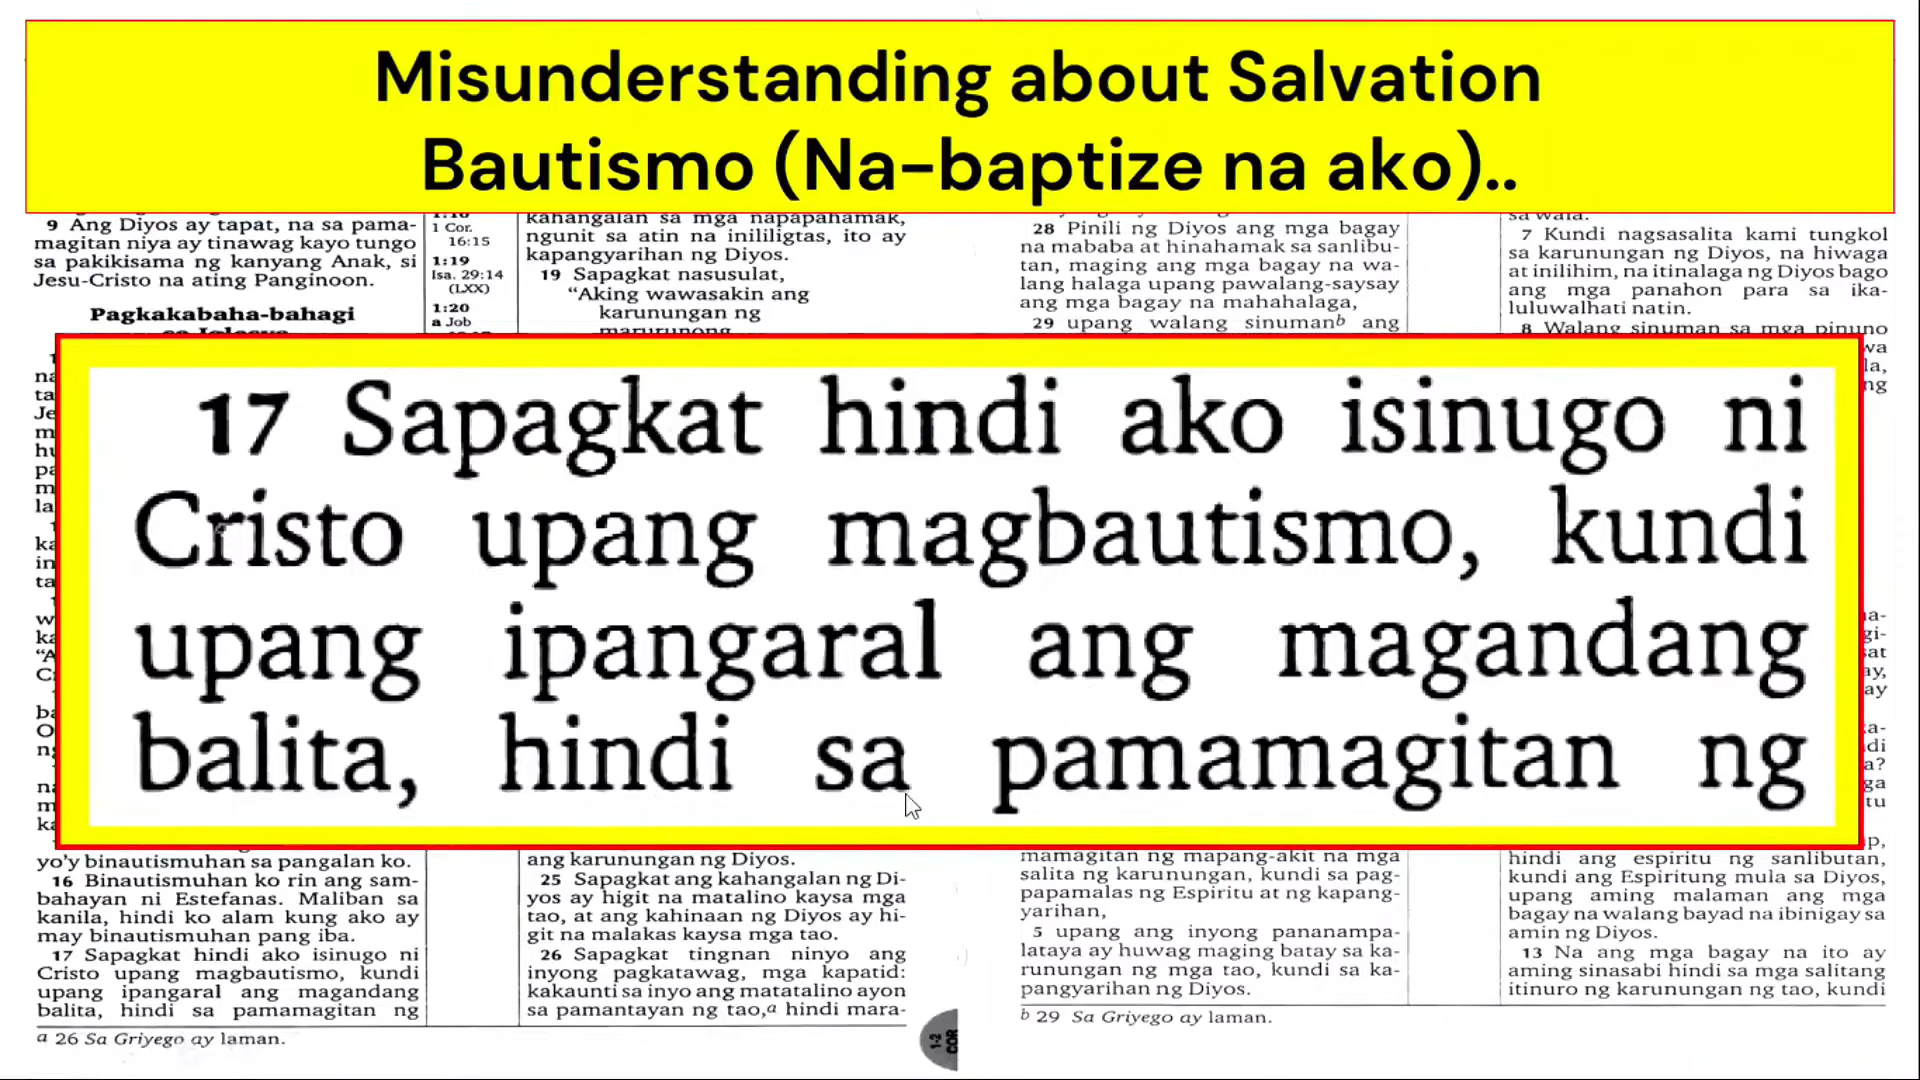 Misunderstanding about Salvation
Bautismo (Na-baptize na ako)..
9 Ang Diyos ay tapat, na sa pama-
magitan niya ay tinawag kayo tungo
sa pakikisama ng kanyang Anak, si
Jesu-Cristo na ating Panginoon.
Pagkakabaha-bahagi
1 Cor.
16:15
1:19
Isa. 29:14
(LXX)
1:20
a Job
kahangalan sa mga napapahamak,
ngunit sa atin na inililigtas, ito ay
kapangyarihan ng Diyos.
19 Sapagkat nasusulat,
“Aking wawasakin ang
karunungan ng
marurunong
28 Pinili ng Diyos ang mga bagay
na mababa at hinahamak sa sanlibu-
tan, maging ang mga bagay na wa-
lang halaga upang pawalang-saysay
ang mga bagay na mahahalaga,
29 upang walang sinumanb ang
sa wala.
7 Kundi nagsasalita kami tungkol
sa karunungan ng Diyos, na hiwaga
at inilihim, na itinalaga ng Diyos bago
ang mga panahon para sa ika-
luluwalhati natin.
8 Walang sinuman sa mga pinuno
17 Sapagkat hindi ako isinugo ni
Cristo upang magbautismo, kundi
upang ipangaral ang magandang
balita, hindi sa pamamagitan ng
yo’y binautismuhan sa pangalan ko.
16 Binautismuhan ko rin ang sam-
bahayan ni Estefanas. Maliban sa
kanila, hindi ko alam kung ako ay
may binautismuhan pang iba.
17 Sapagkat hindi ako isinugo ni
Cristo upang magbautismo, kundi
upang ipangaral ang magandang
balita, hindi sa pamamagitan ng
a 26 Sa Griyego ay laman.
ang karunungan ng Diyos.
25 Sapagkat ang kahangalan ng Di-
yos ay higit na matalino kaysa mga
tao, at ang kahinaan ng Diyos ay hi-
git na malakas kaysa mga tao.
26 Sapagkat tingnan ninyo ang
inyong pagkatawag, mga kapatid:
kakaunti sa inyo ang matatalino ayon
sa pamantayan ng tao,a hindi mara-
1-2
COR
mamagitan ng mapang-akit na mga
salita ng karunungan, kundi sa pag-
papamalas ng Espiritu at ng kapang-
yarihan,
5 upang ang inyong pananampa-
lataya ay huwag maging batay sa ka-
runungan ng mga tao, kundi sa ka-
pangyarihan ng Diyos.
b 29 Sa Griyego ay laman.
hindi ang espiritu ng sanlibutan,
kundi ang Espiritung mula sa Diyos,
upang aming malaman ang mga
bagay na walang bayad na ibinigay sa
amin ng Diyos.
13 Na ang mga bagay na ito ay
aming sinasabi hindi sa mga salitang
itinuro ng karunungan ng tao, kundi